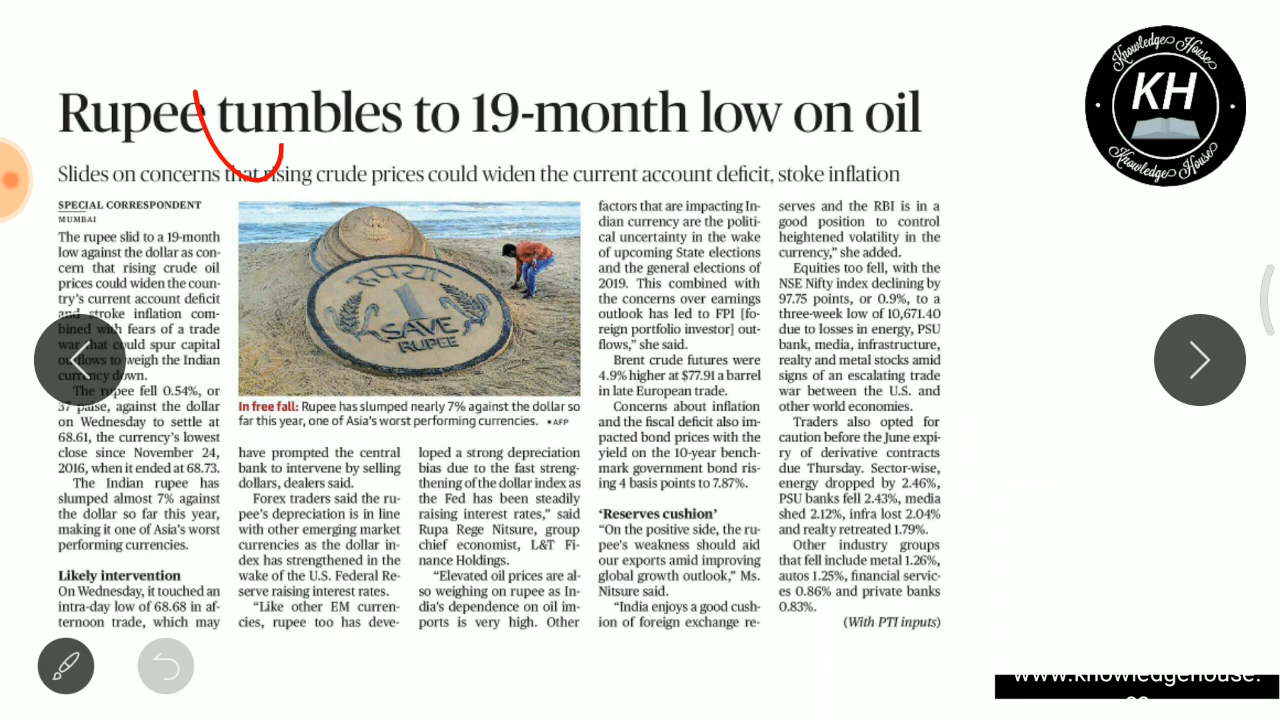 Rupee tumbles to 19-month low on oil
Slides on concerns that rising crude prices could widen the current account deficit, stoke inflation
SPECIAL CORRESPONDENT
MUMBAI
The rupee slid to a 19-month
low against the dollar as con-
cern that rising crude oil
prices could widen the coun-
try's current account deficit
and stroke inflation com-
bined with fears of a trade
war that could spur capital
outflows to weigh the Indian
currency down.
The rupee fell 0.54%, or
37 paise, against the dollar
on Wednesday to settle at
68.61, the currency's lowest
close since November 24,
2016, when it ended at 68.73.
The Indian rupee has
slumped almost 7% against
the dollar so far this year,
making it one of Asia's worst
performing currencies.
Likely intervention
On Wednesday, it touched an
intra-day low of 68.68 in af-
ternoon trade, which may
रुपया
1
SAVE
RUPEE
In free fall: Rupee has slumped nearly 7% against the dollar so
far this year, one of Asia's worst performing currencies. •AFP
have prompted the central
bank to intervene by selling
dollars, dealers said.
Forex traders said the ru-
pee's depreciation is in line
with other emerging market
currencies as the dollar in-
dex has strengthened in the
wake of the U.S. Federal Re-
serve raising interest rates.
"Like other EM curren-
cies, rupee too has deve-
loped a strong depreciation
bias due to the fast streng-
thening of the dollar index as
the Fed has been steadily
raising interest rates," said
Rupa Rege Nitsure, group
chief economist, L&T Fi-
nance Holdings.
"Elevated oil prices are al-
so weighing on rupee as In-
dia's dependence on oil im-
ports is very high. Other
factors that are impacting In-
dian currency are the politi-
cal uncertainty in the wake
of upcoming State elections
and the general elections of
2019. This combined with
the concerns over earnings
outlook has led to FPI [fo-
reign portfolio investor] out-
flows," she said.
Brent crude futures were
4.9% higher at $77.91 a barrel
in late European trade.
Concerns about inflation
and the fiscal deficit also im-
pacted bond prices with the
yield on the 10-year bench-
mark government bond ris-
ing 4 basis points to 7.87%.
'Reserves cushion'
"On the positive side, the ru-
pee's weakness should aid
our exports amid improving
global growth outlook," Ms.
Nitsure said.
"India enjoys a good cush-
ion of foreign exchange re-
serves and the RBI is in a
good position to control
heightened volatility in the
currency," she added.
Equities too fell, with the
NSE Nifty index declining by
97.75 points, or 0.9%, to a
three-week low of 10,671.40
due to losses in energy, PSU
bank, media, infrastructure,
realty and metal stocks amid
signs of an escalating trade
war between the U.S. and
other world economies.
Traders also opted for
caution before the June expi-
ry of derivative contracts
due Thursday. Sector-wise,
energy dropped by 2.46%,
PSU banks fell 2.43%, media
shed 2.12%, infra lost 2.04%
and realty retreated 1.79%.
Other industry groups
that fell include metal 1.26%,
autos 1.25%, financial servic-
es 0.86% and private banks
0.83%.
(With PTI inputs)
Knowledge House
KH
Knowledge House
www.knowledgehouse.